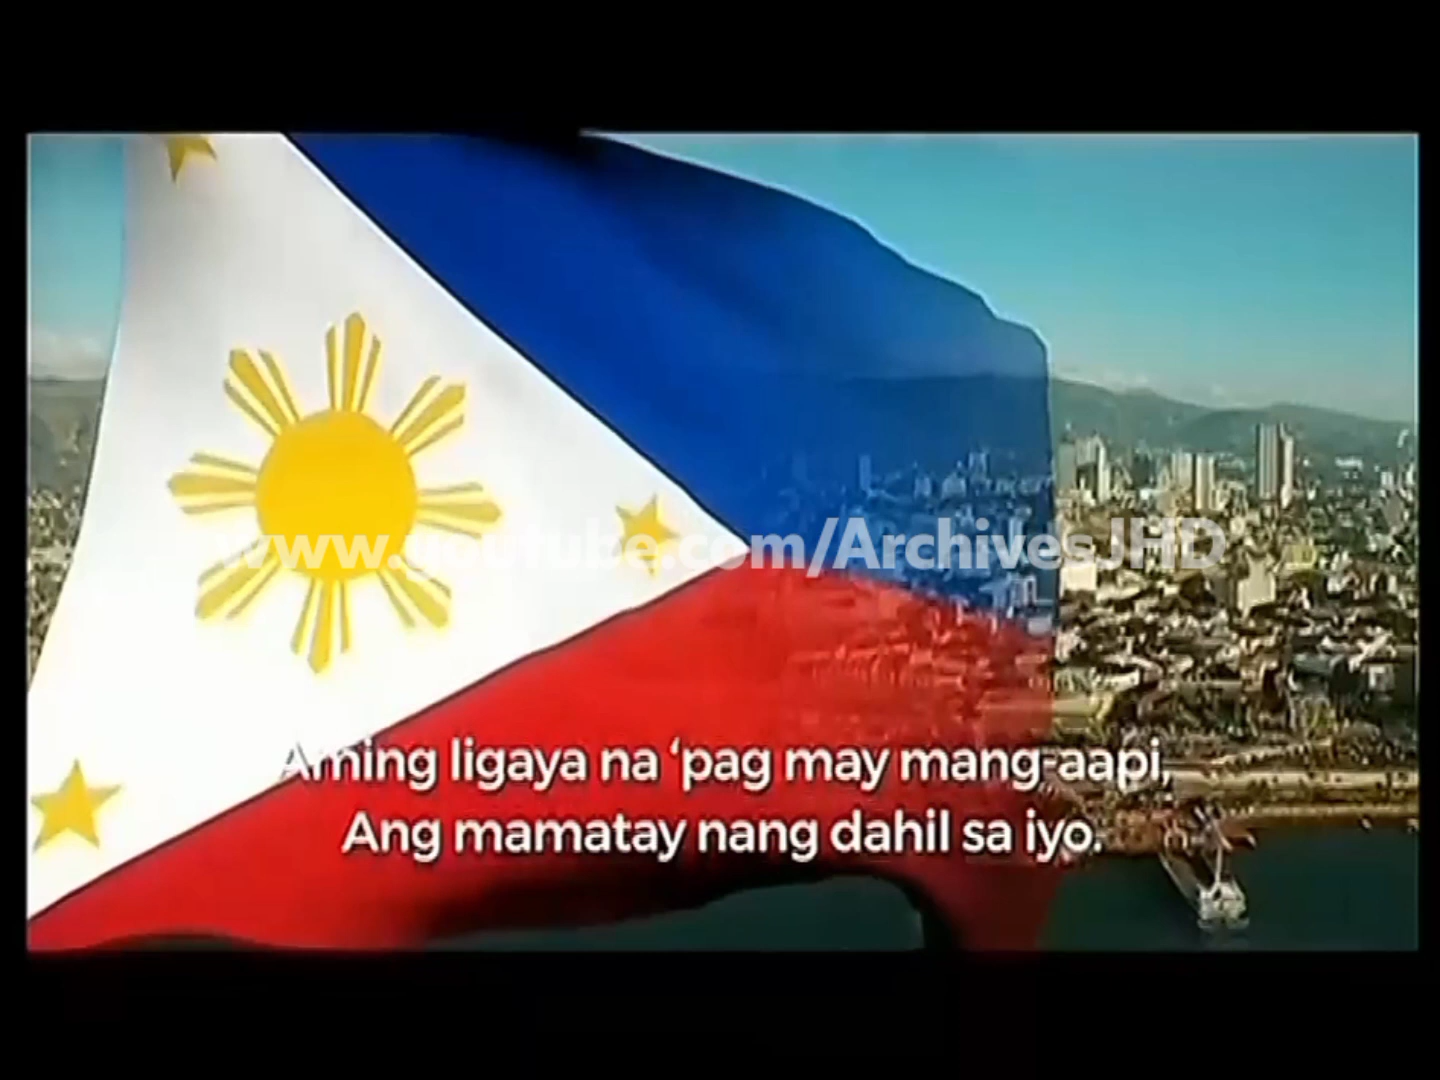 www.youtube.com/ArchivesJHD
Aming ligaya na ‘pag may mang-aapi,
Ang mamatay nang dahil sa iyo.